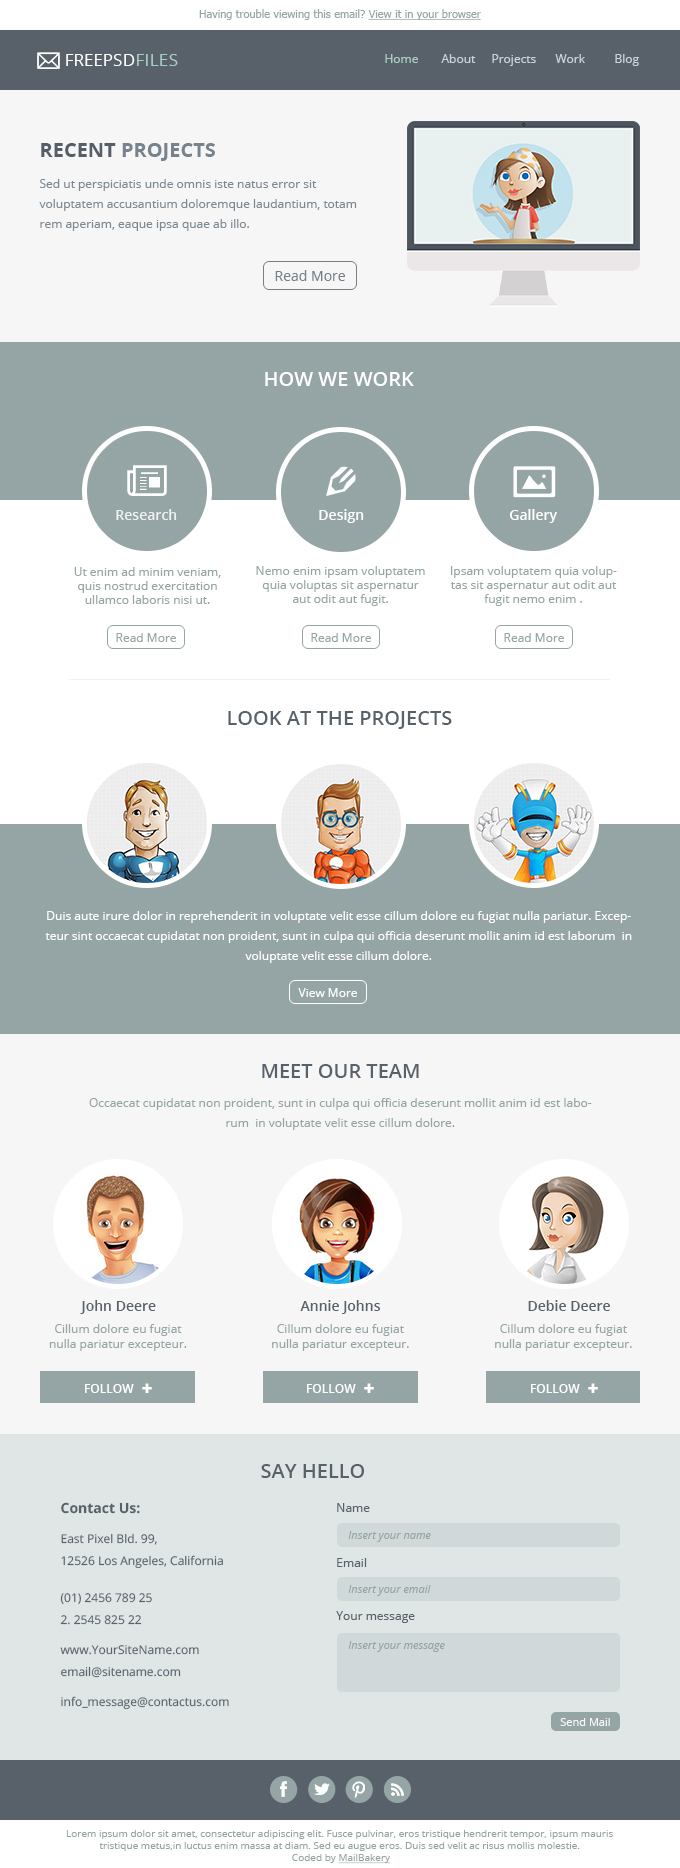 Having trouble viewing this email? View it in your browser
FREEPSDFILES
Home About Projects Work Blog
RECENT PROJECTS
Sed ut perspiciatis unde omnis iste natus error sit
voluptatem accusantium doloremque laudantium, totam
rem aperiam, eaque ipsa quae ab illo.
Read More
HOW WE WORK
Research
Design
Gallery
Ut enim ad minim veniam,
quis nostrud exercitation
ullamco laboris nisi ut.
Nemo enim ipsam voluptatem
quia voluptas sit aspernatur
aut odit aut fugit.
Ipsam voluptatem quia volup-
tas sit aspernatur aut odit aut
fugit nemo enim .
Read More
Read More
Read More
LOOK AT THE PROJECTS
Duis aute irure dolor in reprehenderit in voluptate velit esse cillum dolore eu fugiat nulla pariatur. Excep-
teur sint occaecat cupidatat non proident, sunt in culpa qui officia deserunt mollit anim id est laborum  in
voluptate velit esse cillum dolore.
View More
MEET OUR TEAM
Occaecat cupidatat non proident, sunt in culpa qui officia deserunt mollit anim id est labo-
rum  in voluptate velit esse cillum dolore.
John Deere
Cillum dolore eu fugiat
nulla pariatur excepteur.
FOLLOW +
Annie Johns
Cillum dolore eu fugiat
nulla pariatur excepteur.
FOLLOW +
Debie Deere
Cillum dolore eu fugiat
nulla pariatur excepteur.
FOLLOW +
SAY HELLO
Contact Us:
East Pixel Bld. 99,
12526 Los Angeles, California
(01) 2456 789 25
2. 2545 825 22
www.YourSiteName.com
email@sitename.com
info_message@contactus.com
Name
Insert your name
Email
Insert your email
Your message
Insert your message
Send Mail
Lorem ipsum dolor sit amet, consectetur adipiscing elit. Fusce pulvinar, eros tristique hendrerit tempor, ipsum mauris
tristique metus,in luctus enim massa at diam. Sed eu augue eros. Duis sed velit ac risus mollis molestie.
Coded by MailBakery